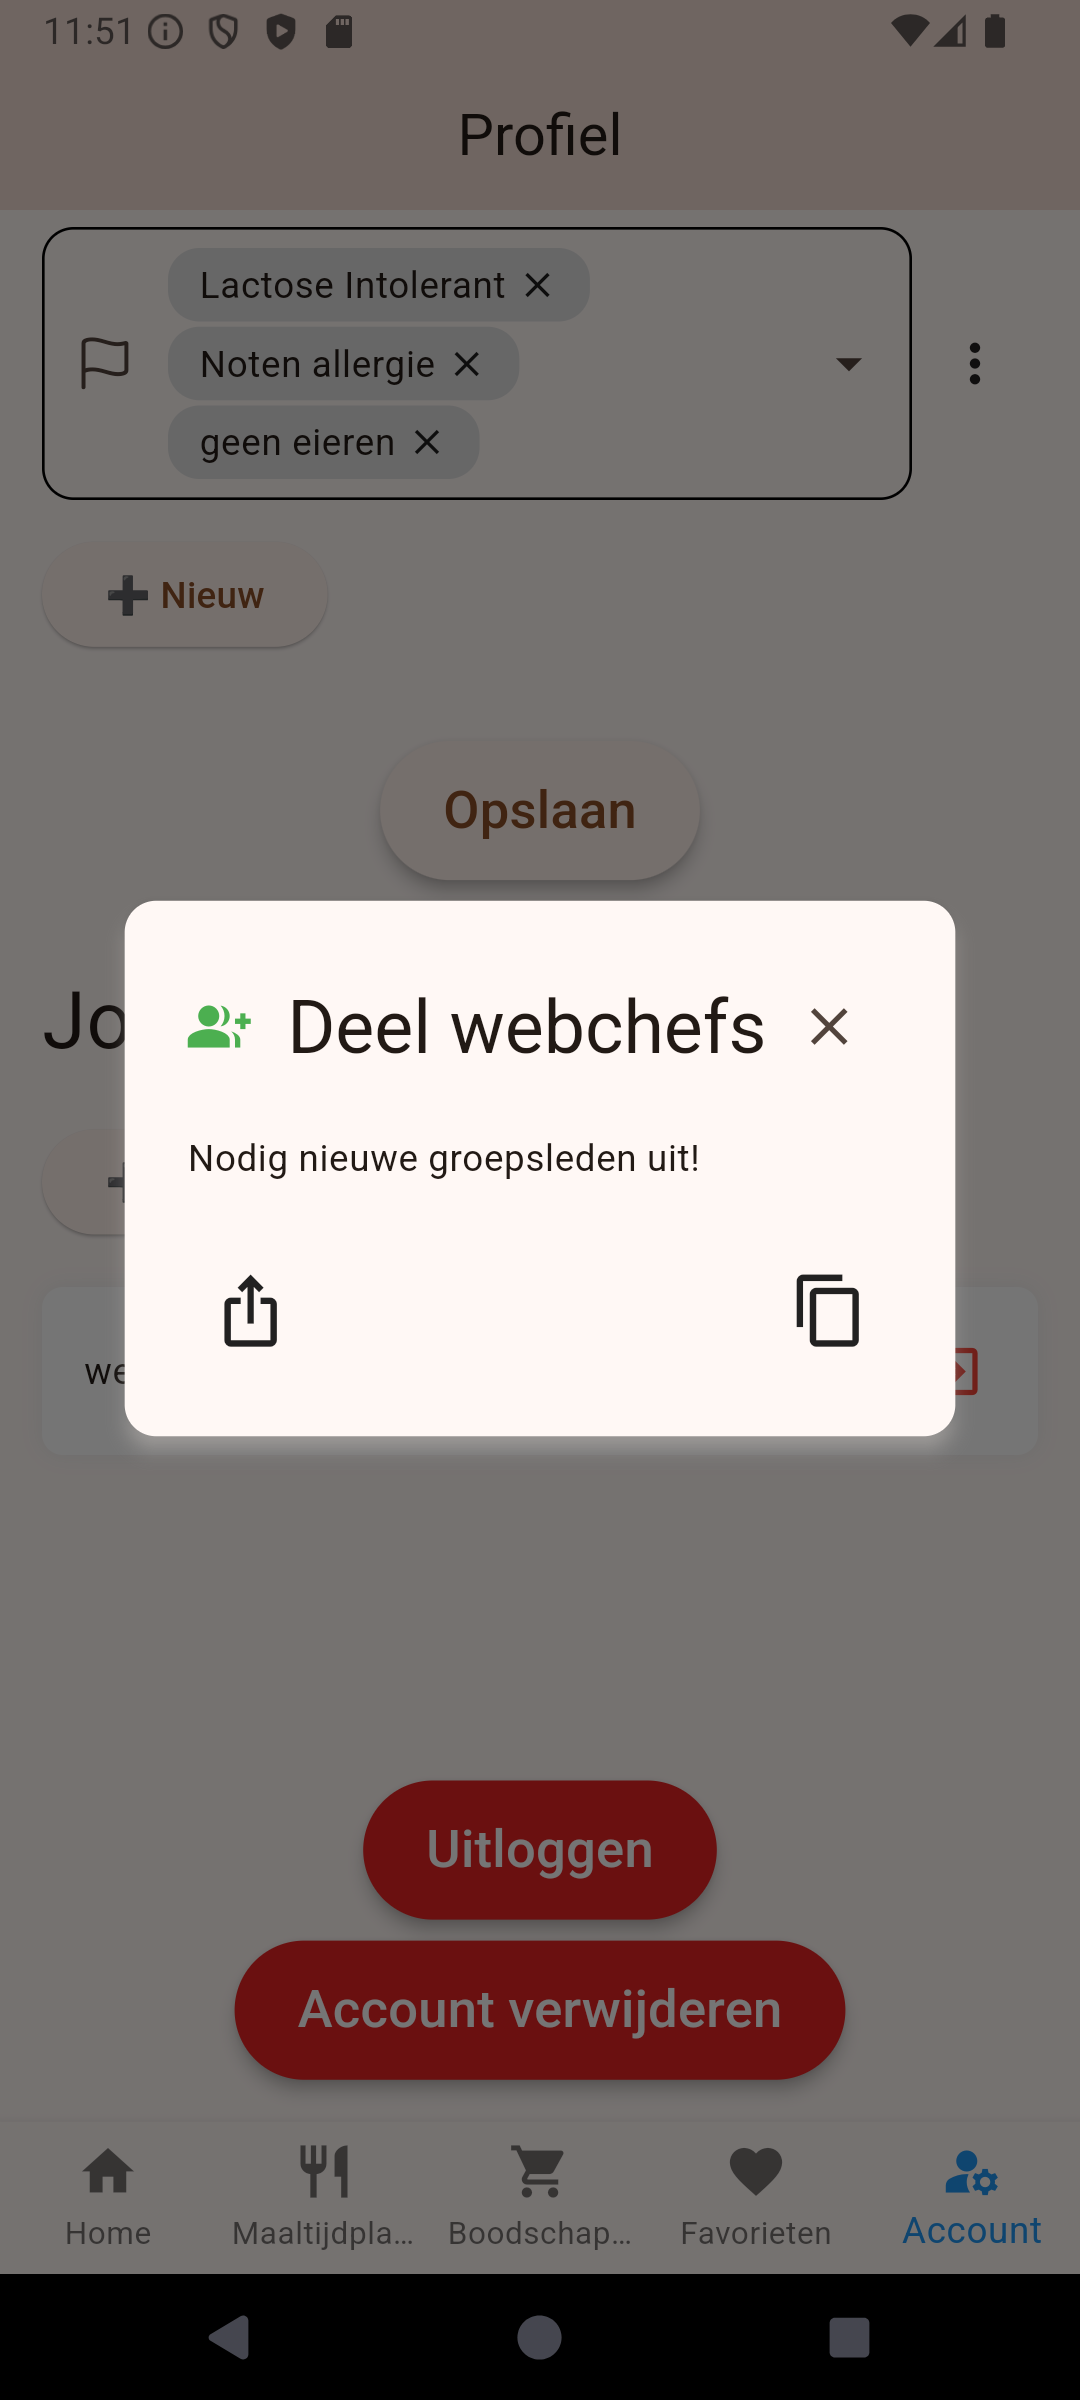 11:51
Profiel
Lactose Intolerant
Noten allergie
geen eieren
Nieuw
Opslaan
Jo
Deel webchefs
Nodig nieuwe groepsleden uit!
we
Uitloggen
Account verwijderen
Home
Maaltijdpla...
Boodschap...
Favorieten
Account